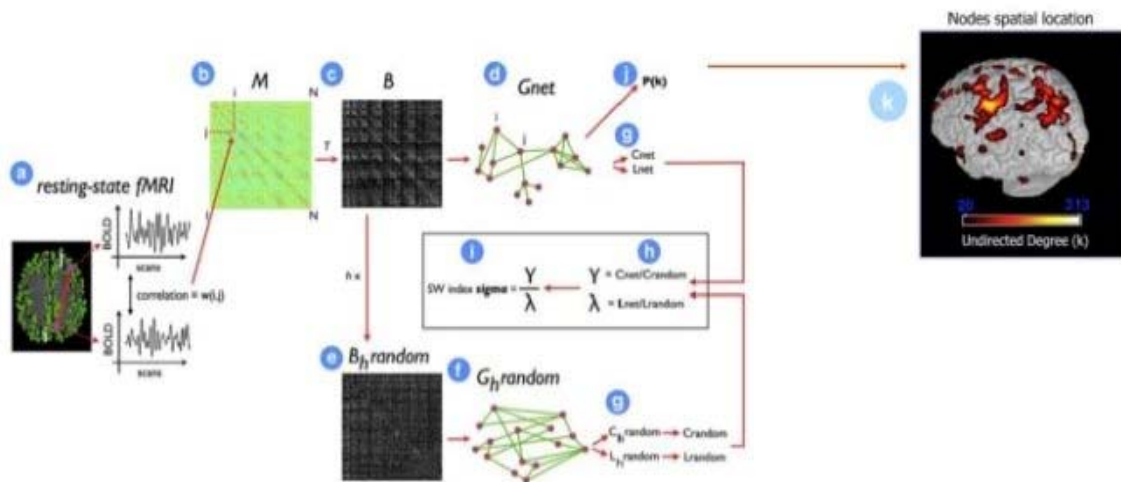 Nodes spatial location
b
M
c
B
d
Gnet
j
P(k)
k
i
N
i
j
j
T
g
Cnet
Lnet
a
resting-state fMRI
I
N
BOLD
scans
correlation = w(i,j)
BOLD
scans
20
313
Undirected Degree (k)
i
h
h x
SW index sigma =
γ
λ
γ = Cnet/Crandom
λ = Lnet/Lrandom
e
Bhrandom
f
Ghrandom
g
Chrandom
Crandom
Lhrandom
Lrandom